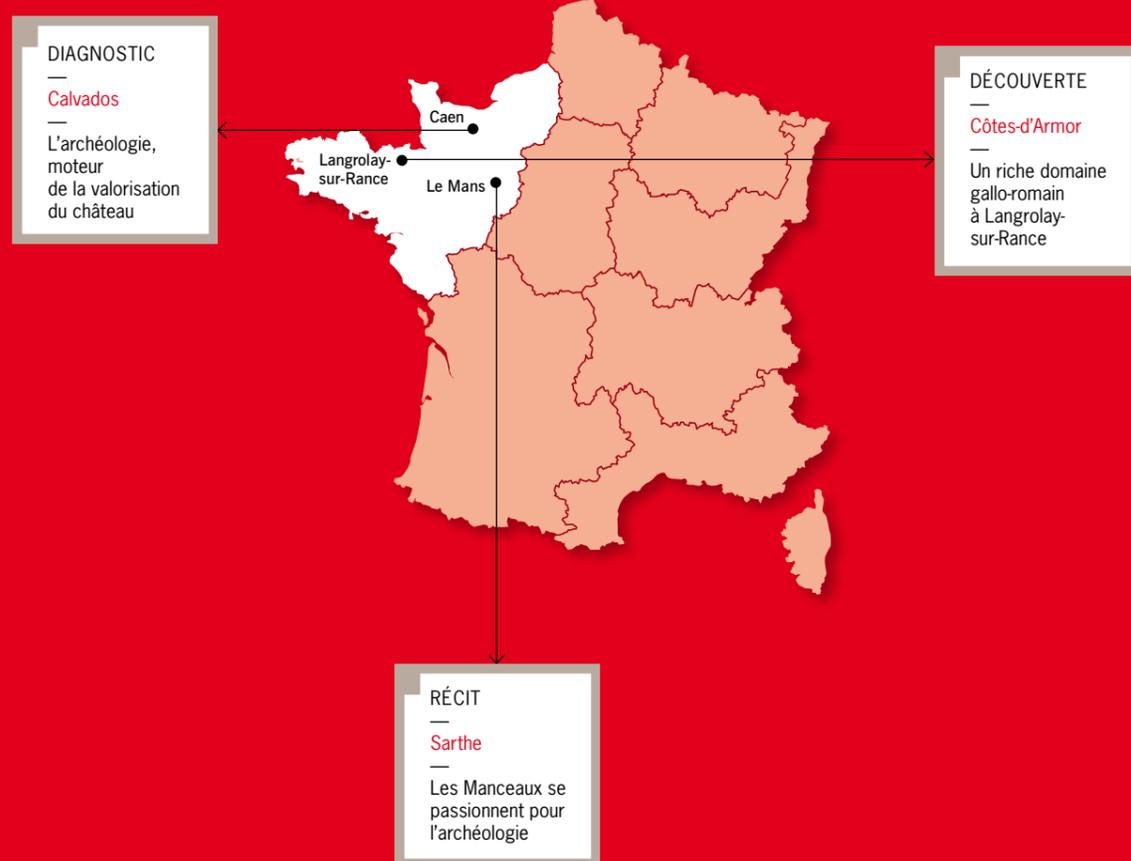 DIAGNOSTIC
—
Calvados
—
L'archéologie,
moteur
de la valorisation
du château
Caen
Langrolay-
sur-Rance
Le Mans
DÉCOUVERTE
—
Côtes-d'Armor
—
Un riche domaine
gallo-romain
à Langrolay-
sur-Rance
RÉCIT
—
Sarthe
—
Les Manceaux se
passionnent pour
l'archéologie